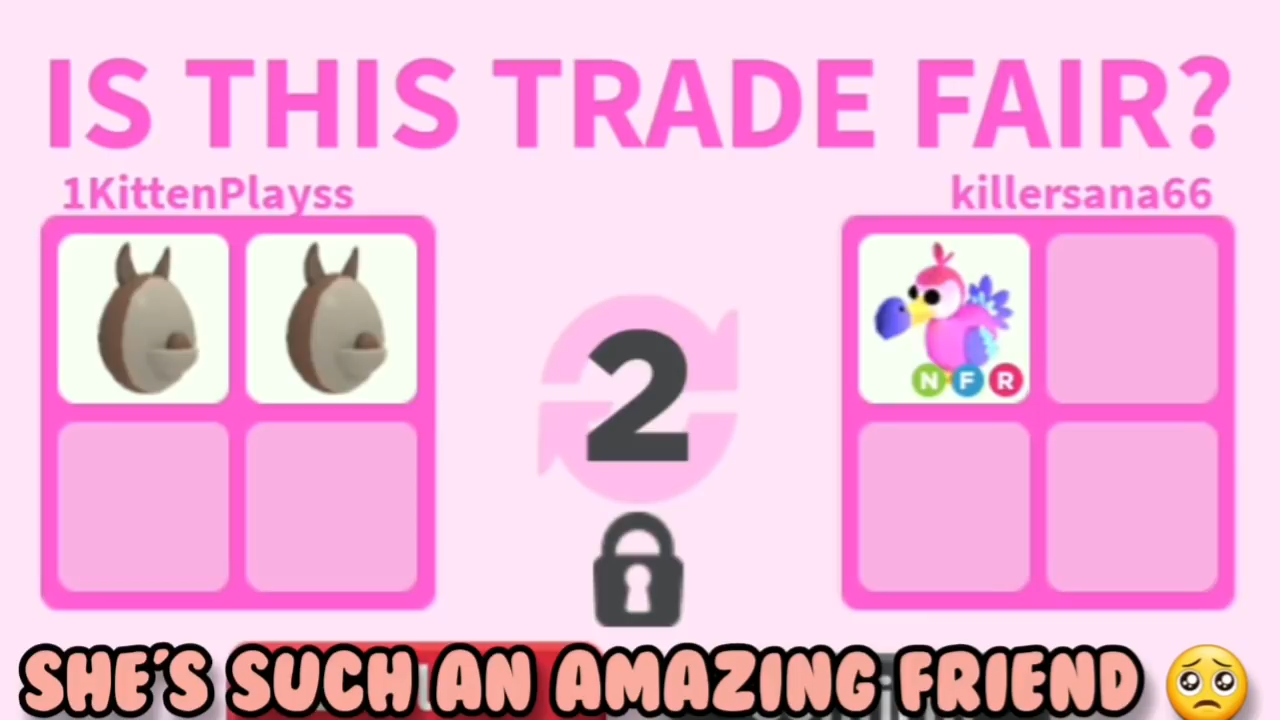 IS THIS TRADE FAIR?
1KittenPlayss
killersana66
N F R
2
SHE'S SUCH AN AMAZING FRIEND 🥺